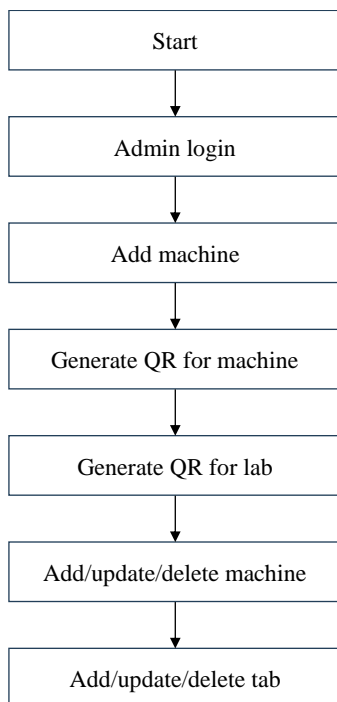 Start
Admin login
Add machine
Generate QR for machine
Generate QR for lab
Add/update/delete machine
Add/update/delete tab